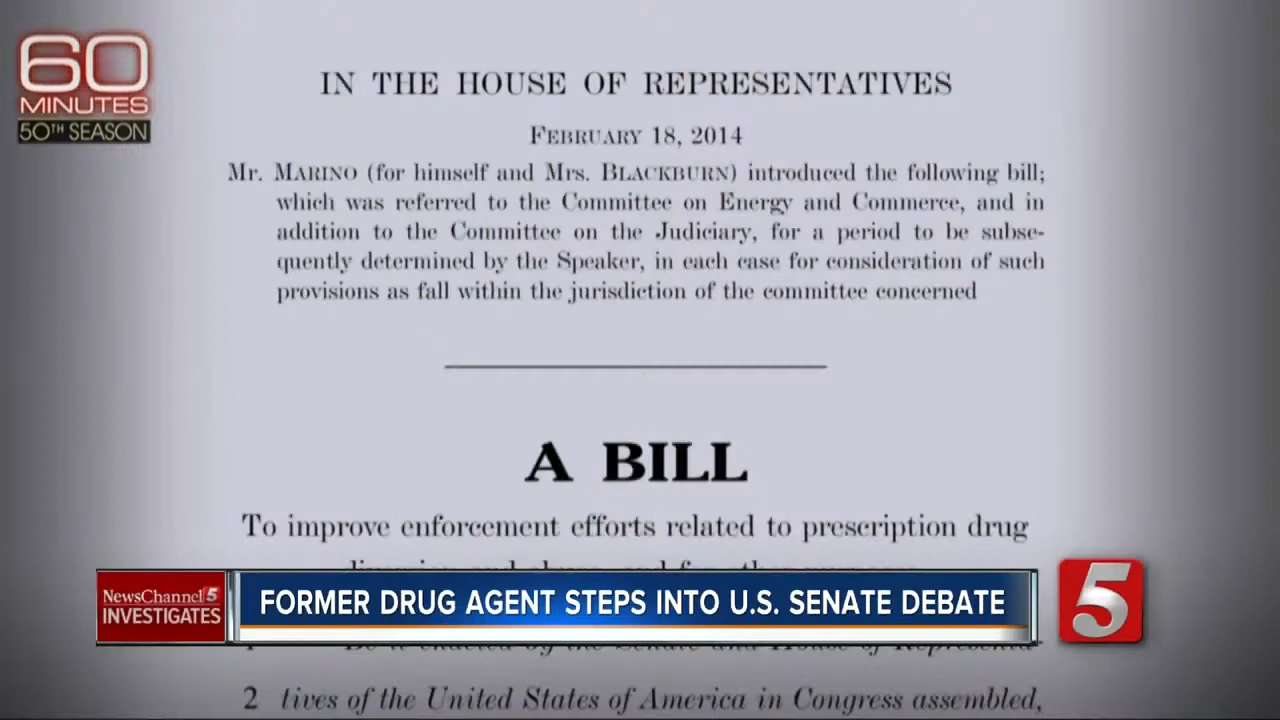 60
MINUTES
50TH SEASON
IN THE HOUSE OF REPRESENTATIVES
FEBRUARY 18, 2014
Mr. MARINO (for himself and Mrs. BLACKBURN) introduced the following bill;
which was referred to the Committee on Energy and Commerce, and in
addition to the Committee on the Judiciary, for a period to be subse-
quently determined by the Speaker, in each case for consideration of such
provisions as fall within the jurisdiction of the committee concerned
A BILL
To improve enforcement efforts related to prescription drug
NewsChannel 5
INVESTIGATES
FORMER DRUG AGENT STEPS INTO U.S. SENATE DEBATE
5
2 tives of the United States of America in Congress assembled,